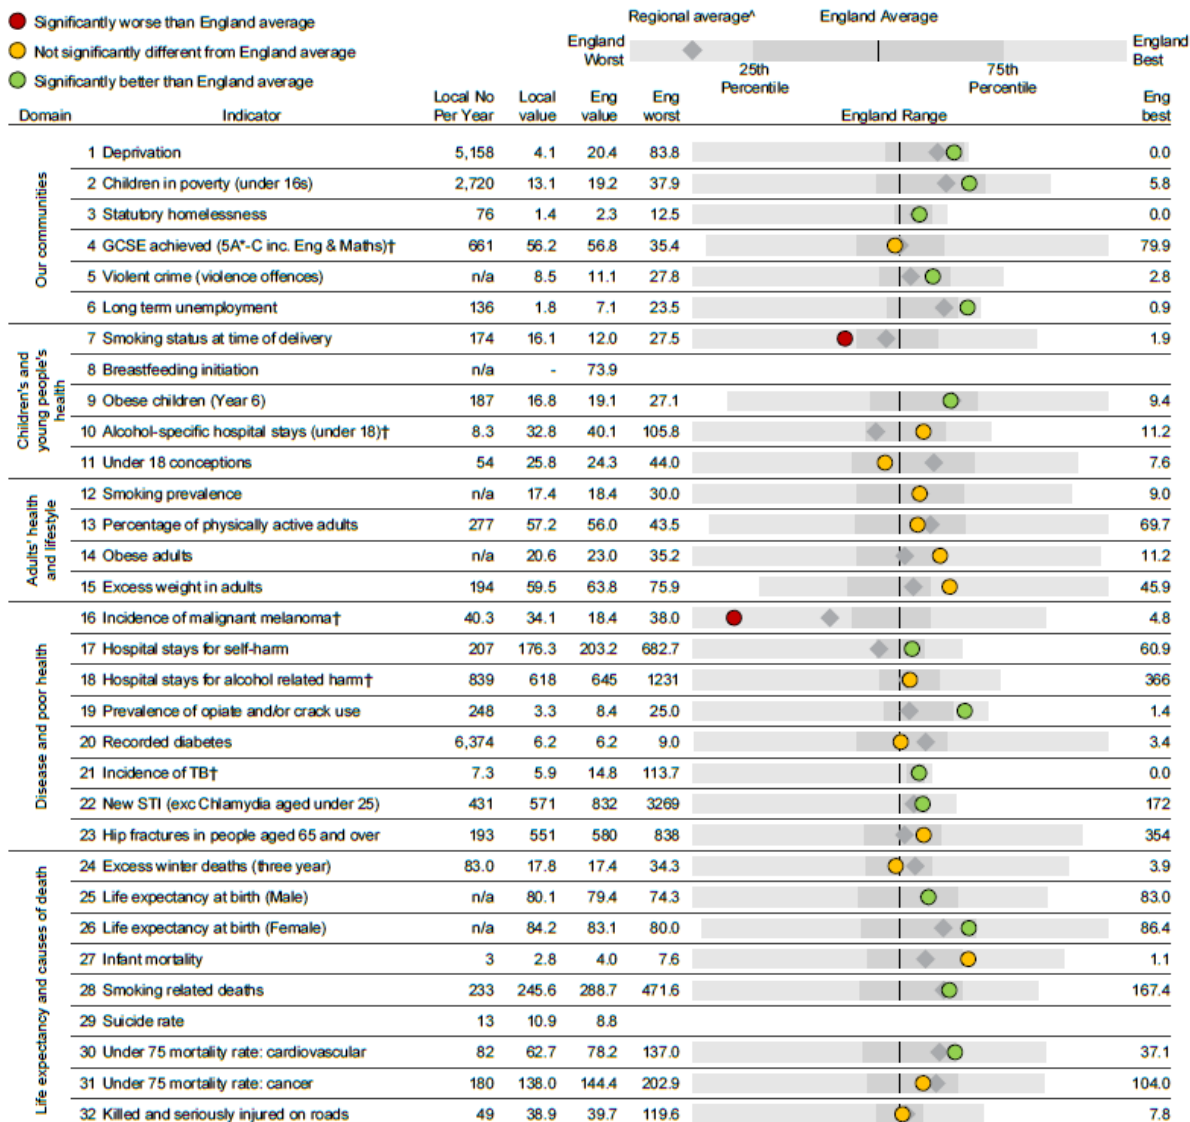 Significantly worse than England average
Not significantly different from England average
Significantly better than England average
Regional average^ England Average
England Worst England Best
25th Percentile 75th Percentile
Domain Indicator Local No Per Year Local value Eng value Eng worst England Range Eng best
Our communities
1 Deprivation 5,158 4.1 20.4 83.8 0.0
2 Children in poverty (under 16s) 2,720 13.1 19.2 37.9 5.8
3 Statutory homelessness 76 1.4 2.3 12.5 0.0
4 GCSE achieved (5A*-C inc. Eng & Maths)† 661 56.2 56.8 35.4 79.9
5 Violent crime (violence offences) n/a 8.5 11.1 27.8 2.8
6 Long term unemployment 136 1.8 7.1 23.5 0.9
Children's and young people's health
7 Smoking status at time of delivery 174 16.1 12.0 27.5 1.9
8 Breastfeeding initiation n/a - 73.9
9 Obese children (Year 6) 187 16.8 19.1 27.1 9.4
10 Alcohol-specific hospital stays (under 18)† 8.3 32.8 40.1 105.8 11.2
11 Under 18 conceptions 54 25.8 24.3 44.0 7.6
Adults' health and lifestyle
12 Smoking prevalence n/a 17.4 18.4 30.0 9.0
13 Percentage of physically active adults 277 57.2 56.0 43.5 69.7
14 Obese adults n/a 20.6 23.0 35.2 11.2
15 Excess weight in adults 194 59.5 63.8 75.9 45.9
Disease and poor health
16 Incidence of malignant melanoma† 40.3 34.1 18.4 38.0 4.8
17 Hospital stays for self-harm 207 176.3 203.2 682.7 60.9
18 Hospital stays for alcohol related harm† 839 618 645 1231 366
19 Prevalence of opiate and/or crack use 248 3.3 8.4 25.0 1.4
20 Recorded diabetes 6,374 6.2 6.2 9.0 3.4
21 Incidence of TB† 7.3 5.9 14.8 113.7 0.0
22 New STI (exc Chlamydia aged under 25) 431 571 832 3269 172
23 Hip fractures in people aged 65 and over 193 551 580 838 354
Life expectancy and causes of death
24 Excess winter deaths (three year) 83.0 17.8 17.4 34.3 3.9
25 Life expectancy at birth (Male) n/a 80.1 79.4 74.3 83.0
26 Life expectancy at birth (Female) n/a 84.2 83.1 80.0 86.4
27 Infant mortality 3 2.8 4.0 7.6 1.1
28 Smoking related deaths 233 245.6 288.7 471.6 167.4
29 Suicide rate 13 10.9 8.8
30 Under 75 mortality rate: cardiovascular 82 62.7 78.2 137.0 37.1
31 Under 75 mortality rate: cancer 180 138.0 144.4 202.9 104.0
32 Killed and seriously injured on roads 49 38.9 39.7 119.6 7.8